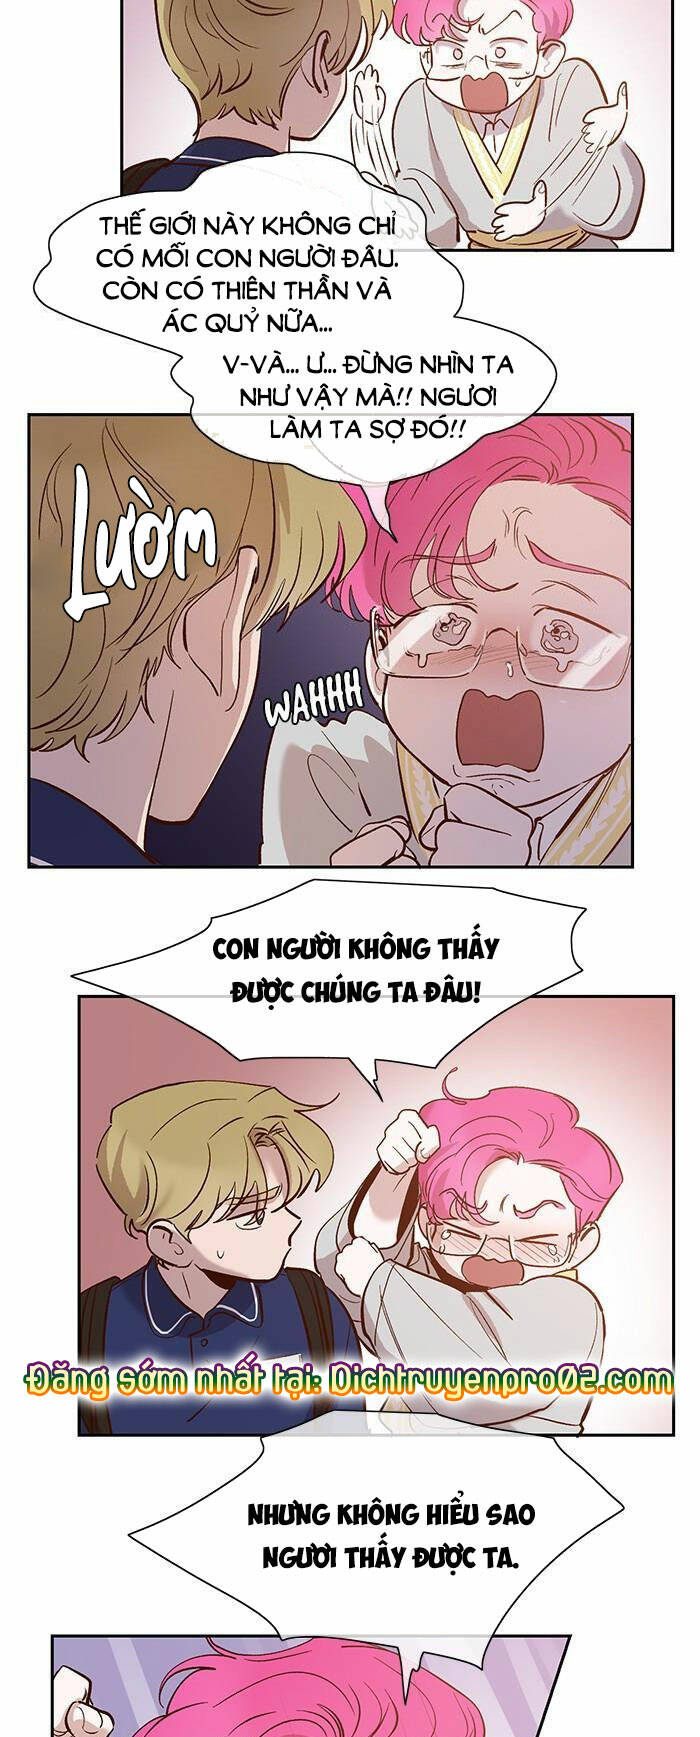 THẾ GIỚI NÀY KHÔNG CHỈ
CÓ MỐI CON NGƯỜI ĐÂU.
CÒN CÓ THIÊN THẦN VÀ
ÁC QUỶ NỮA...
V-VÀ... Ư... ĐỪNG NHÌN TA
NHƯ VẬY MÀ!! NGƯƠI
LÀM TA SỢ ĐÓ!!
LƯỜM
WAHHH
CON NGƯỜI KHÔNG THẤY
ĐƯỢC CHÚNG TA ĐÂU!
Đăng sớm nhất tại: Dichtruyenpro02.com
NHƯNG KHÔNG HIỂU SAO
NGƯƠI THẤY ĐƯỢC TA.